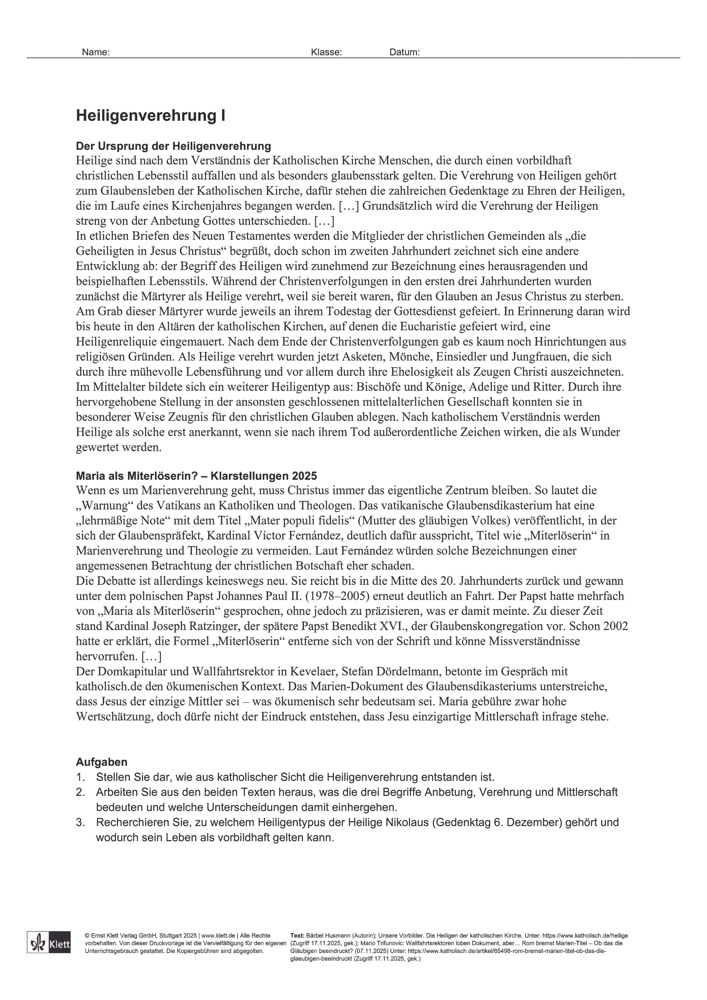 Name: Klasse: Datum:
Heiligenverehrung I
Der Ursprung der Heiligenverehrung
Heilige sind nach dem Verständnis der Katholischen Kirche Menschen, die durch einen vorbildhaft
christlichen Lebensstil auffallen und als besonders glaubensstark gelten. Die Verehrung von Heiligen gehört
zum Glaubensleben der Katholischen Kirche, dafür stehen die zahlreichen Gedenktage zu Ehren der Heiligen,
die im Laufe eines Kirchenjahres begangen werden. […] Grundsätzlich wird die Verehrung der Heiligen
streng von der Anbetung Gottes unterschieden. […]
In etlichen Briefen des Neuen Testamentes werden die Mitglieder der christlichen Gemeinden als „die
Geheiligten in Jesus Christus“ begrüßt, doch schon im zweiten Jahrhundert zeichnet sich eine andere
Entwicklung ab: der Begriff des Heiligen wird zunehmend zur Bezeichnung eines herausragenden und
beispielhaften Lebensstils. Während der Christenverfolgungen in den ersten drei Jahrhunderten wurden
zunächst die Märtyrer als Heilige verehrt, weil sie bereit waren, für den Glauben an Jesus Christus zu sterben.
Am Grab dieser Märtyrer wurde jeweils an ihrem Todestag der Gottesdienst gefeiert. In Erinnerung daran wird
bis heute in den Altären der katholischen Kirchen, auf denen die Eucharistie gefeiert wird, eine
Heiligenreliquie eingemauert. Nach dem Ende der Christenverfolgungen gab es kaum noch Hinrichtungen aus
religiösen Gründen. Als Heilige verehrt wurden jetzt Asketen, Mönche, Einsiedler und Jungfrauen, die sich
durch ihre mühevolle Lebensführung und vor allem durch ihre Ehelosigkeit als Zeugen Christi auszeichneten.
Im Mittelalter bildete sich ein weiterer Heiligentyp aus: Bischöfe und Könige, Adelige und Ritter. Durch ihre
hervorgehobene Stellung in der ansonsten geschlossenen mittelalterlichen Gesellschaft konnten sie in
besonderer Weise Zeugnis für den christlichen Glauben ablegen. Nach katholischem Verständnis werden
Heilige als solche erst anerkannt, wenn sie nach ihrem Tod außerordentliche Zeichen wirken, die als Wunder
gewertet werden.
Maria als Miterlöserin? – Klarstellungen 2025
Wenn es um Marienverehrung geht, muss Christus immer das eigentliche Zentrum bleiben. So lautet die
„Warnung“ des Vatikans an Katholiken und Theologen. Das vatikanische Glaubensdikasterium hat eine
„lehrmäßige Note“ mit dem Titel „Mater populi fidelis“ (Mutter des gläubigen Volkes) veröffentlicht, in der
sich der Glaubenspräfekt, Kardinal Víctor Fernández, deutlich dafür ausspricht, Titel wie „Miterlöserin“ in
Marienverehrung und Theologie zu vermeiden. Laut Fernández würden solche Bezeichnungen einer
angemessenen Betrachtung der christlichen Botschaft eher schaden.
Die Debatte ist allerdings keineswegs neu. Sie reicht bis in die Mitte des 20. Jahrhunderts zurück und gewann
unter dem polnischen Papst Johannes Paul II. (1978–2005) erneut deutlich an Fahrt. Der Papst hatte mehrfach
von „Maria als Miterlöserin“ gesprochen, ohne jedoch zu präzisieren, was er damit meinte. Zu dieser Zeit
stand Kardinal Joseph Ratzinger, der spätere Papst Benedikt XVI., der Glaubenskongregation vor. Schon 2002
hatte er erklärt, die Formel „Miterlöserin“ entferne sich von der Schrift und könne Missverständnisse
hervorrufen. […]
Der Domkapitular und Wallfahrtsrektor in Kevelaer, Stefan Dördelmann, betonte im Gespräch mit
katholisch.de den ökumenischen Kontext. Das Marien-Dokument des Glaubensdikasteriums unterstreiche,
dass Jesus der einzige Mittler sei – was ökumenisch sehr bedeutsam sei. Maria gebühre zwar hohe
Wertschätzung, doch dürfe nicht der Eindruck entstehen, dass Jesu einzigartige Mittlerschaft infrage stehe.
Aufgaben
1. Stellen Sie dar, wie aus katholischer Sicht die Heiligenverehrung entstanden ist.
2. Arbeiten Sie aus den beiden Texten heraus, was die drei Begriffe Anbetung, Verehrung und Mittlerschaft
bedeuten und welche Unterscheidungen damit einhergehen.
3. Recherchieren Sie, zu welchem Heiligentypus der Heilige Nikolaus (Gedenktag 6. Dezember) gehört und
wodurch sein Leben als vorbildhaft gelten kann.
Klett
© Ernst Klett Verlag GmbH, Stuttgart 2025 | www.klett.de | Alle Rechte
vorbehalten. Von dieser Druckvorlage ist die Vervielfältigung für den eigenen
Unterrichtsgebrauch gestattet. Die Kopiergebühren sind abgegolten.
Text: Bärbel Husmann (Autorin); Unsere Vorbilder. Die Heiligen der katholischen Kirche. Unter: https://www.katholisch.de/heilige
(Zugriff 17.11.2025, gek.); Mario Trifunovic: Wallfahrtsrektoren loben Dokument, aber… Rom bremst Marien-Titel – Ob das die
Gläubigen beeindruckt? (07.11.2025) Unter: https://www.katholisch.de/artikel/65498-rom-bremst-marien-titel-ob-das-die-
glaeubigen-beeindruckt (Zugriff 17.11.2025, gek.)